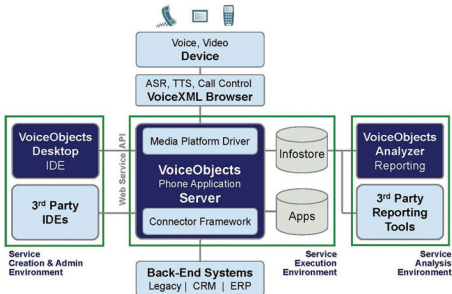 Voice, Video
Device
ASR, TTS, Call Control
VoiceXML Browser
VoiceObjects
Desktop
IDE
3rd Party
IDEs
Web Service API
Media Platform Driver
VoiceObjects
Phone Application
Server
Connector Framework
Infostore
Apps
VoiceObjects
Analyzer
Reporting
3rd Party
Reporting
Tools
Service
Creation & Admin
Environment
Back-End Systems
Legacy | CRM | ERP
Service
Execution
Environment
Service
Analysis
Environment